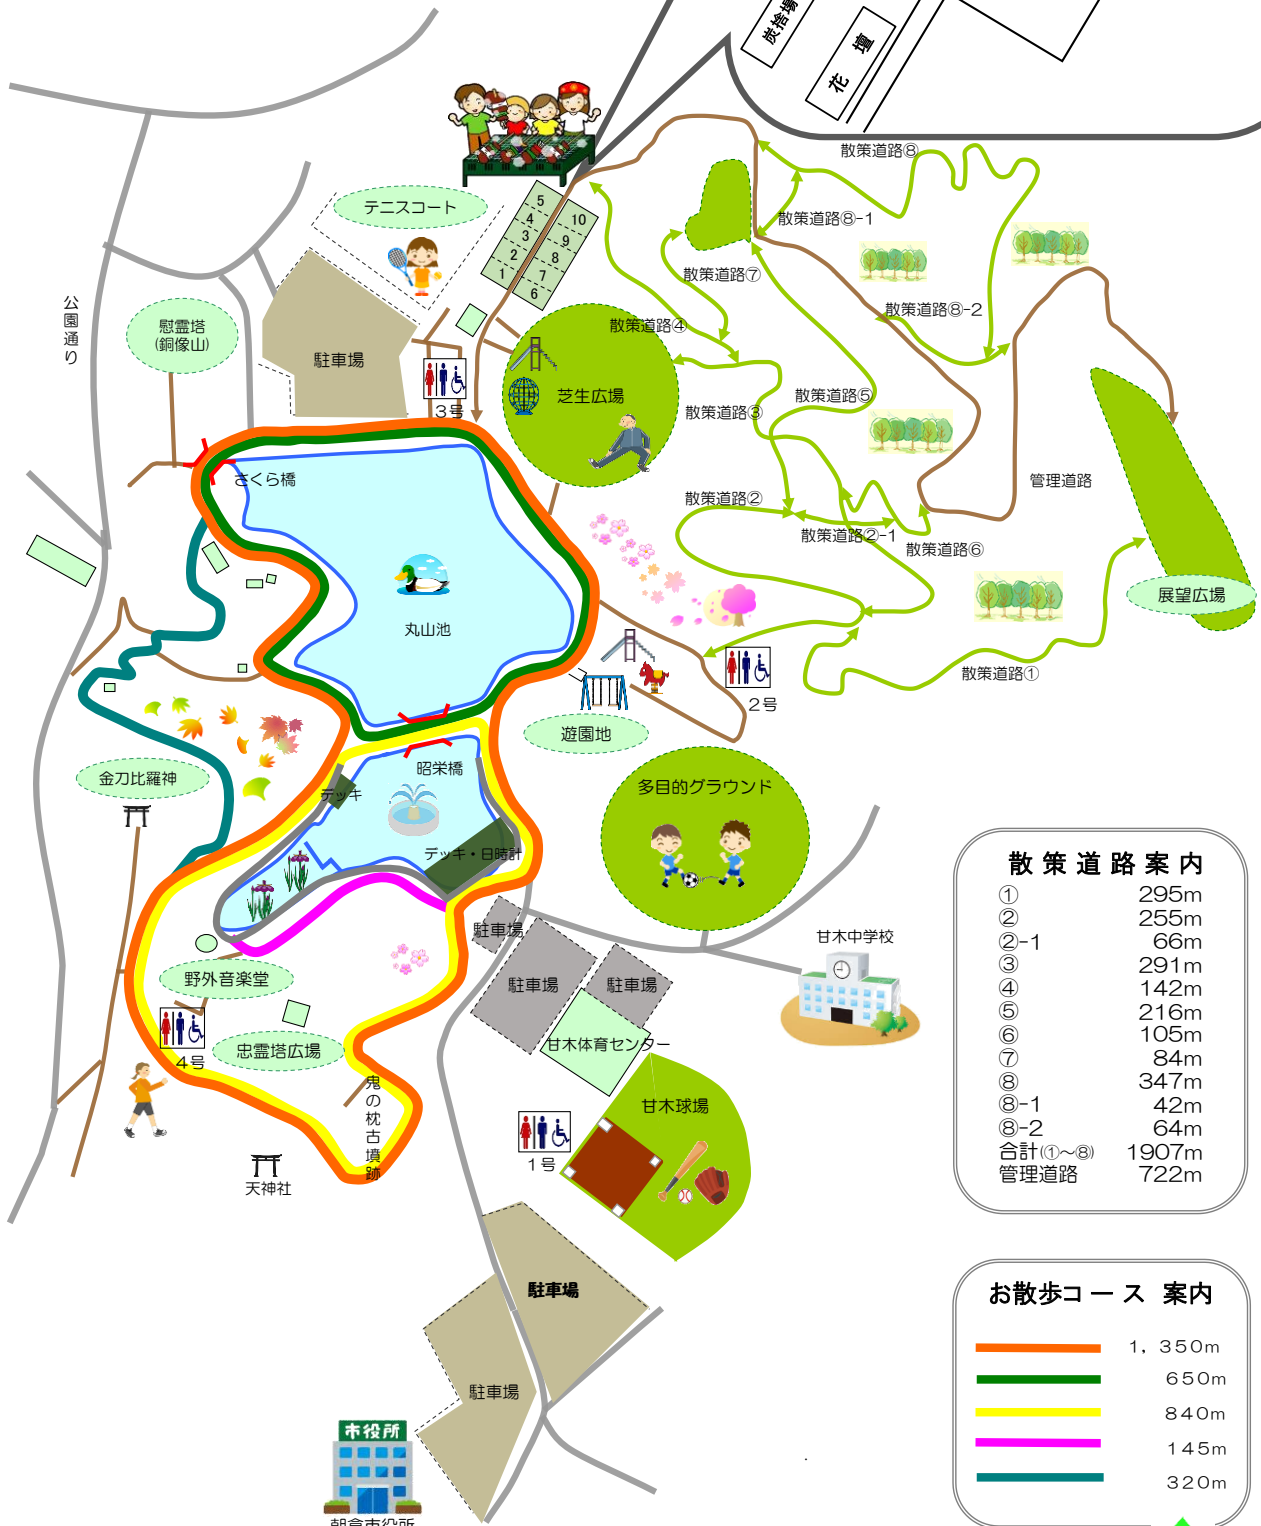 炭捨場
花壇
散策道路⑧
テニスコート
5
4
3
2
1
10
9
8
7
6
散策道路⑧-1
散策道路⑦
公園通り
慰霊塔
(銅像山)
散策道路⑧-2
散策道路④
駐車場
3号
芝生広場
散策道路⑤
散策道路③
さくら橋
管理道路
散策道路②
散策道路②-1
散策道路⑥
展望広場
丸山池
散策道路①
2号
遊園地
昭栄橋
金刀比羅神
デッキ
多目的グラウンド
デッキ・日時計
駐車場
甘木中学校
野外音楽堂
駐車場
駐車場
4号
忠霊塔広場
甘木体育センター
鬼の枕古墳跡
甘木球場
1号
天神社
駐車場
駐車場
市役所
朝倉市役所
散策道路案内
① 295m
② 255m
②-1 66m
③ 291m
④ 142m
⑤ 216m
⑥ 105m
⑦ 84m
⑧ 347m
⑧-1 42m
⑧-2 64m
合計(①～⑧) 1907m
管理道路 722m
お散歩コース 案内
1, 350m
650m
840m
145m
320m